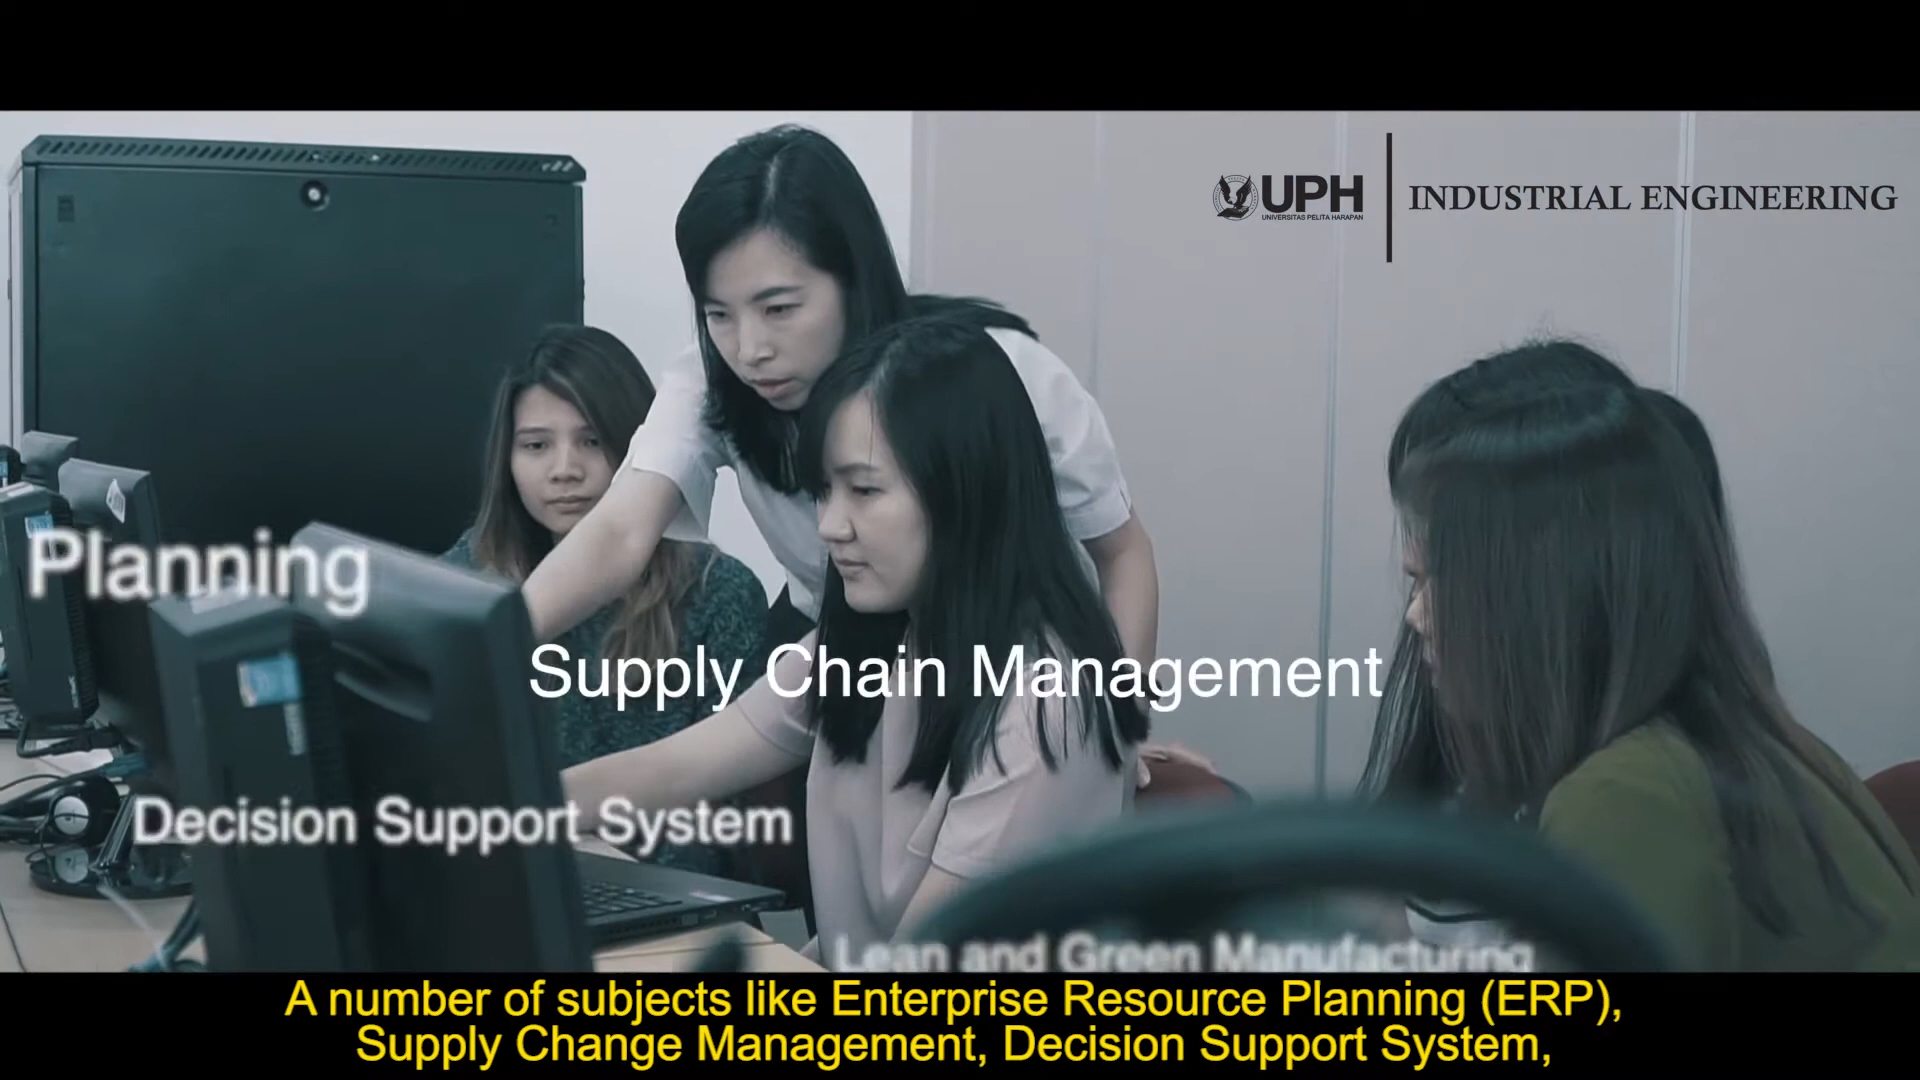 UPH
UNIVERSITAS PELITA HARAPAN
INDUSTRIAL ENGINEERING
Planning
Supply Chain Management
Decision Support System
Lean and Green Manufacturing
A number of subjects like Enterprise Resource Planning (ERP),
Supply Change Management, Decision Support System,